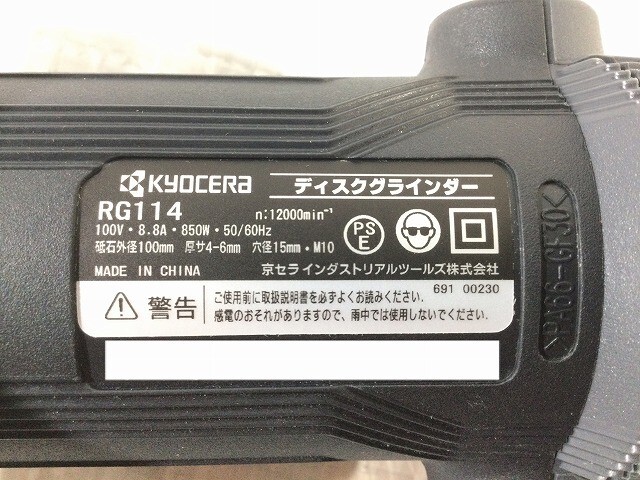 KYOCERA ディスクグラインダー
RG114 n:12000min⁻¹
100V・8.8A・850W・50/60Hz
砥石外径100mm 厚サ4-6mm 穴径15mm・M10
PS
E
MADE IN CHINA 京セラインダストリアルツールズ株式会社
691 00230
警告 ご使用前に取扱説明書を必ずよくお読みください。
感電のおそれがありますので、雨中では使用しないでください。
>PA66-GF30<